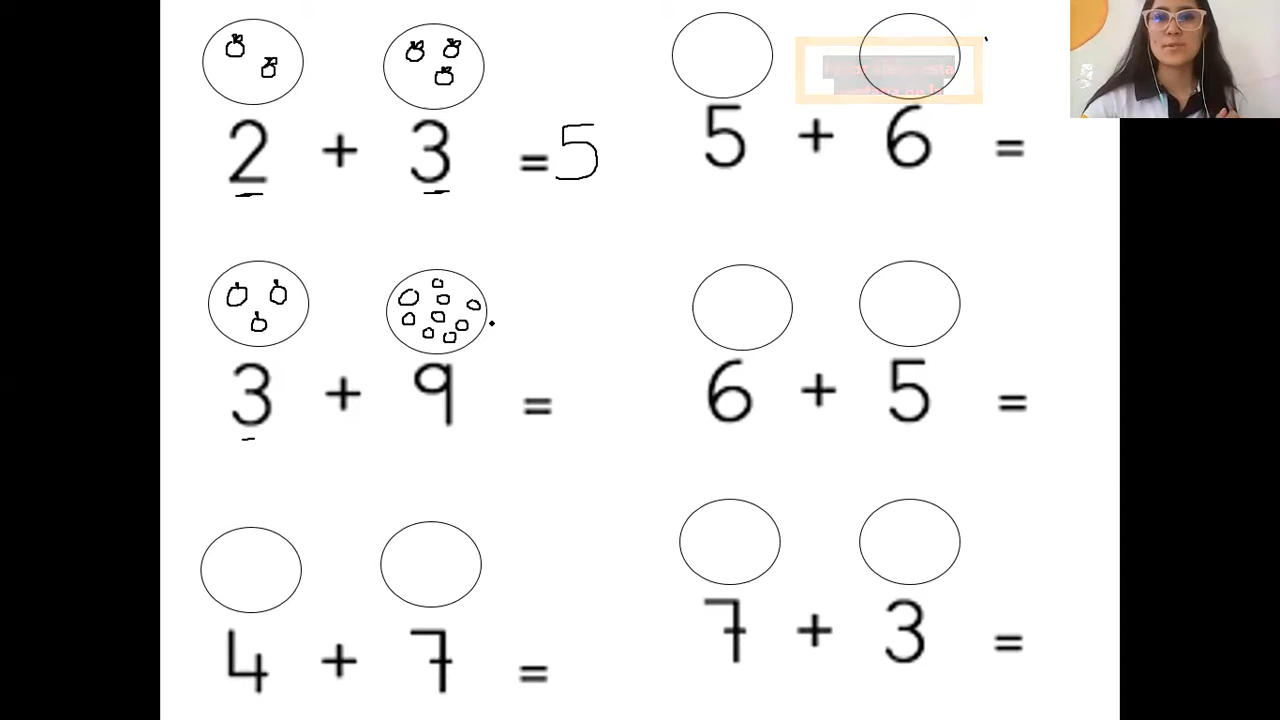 2 + 3 = 5
5 + 6 =
3 + 9 =
6 + 5 =
4 + 7 =
7 + 3 =